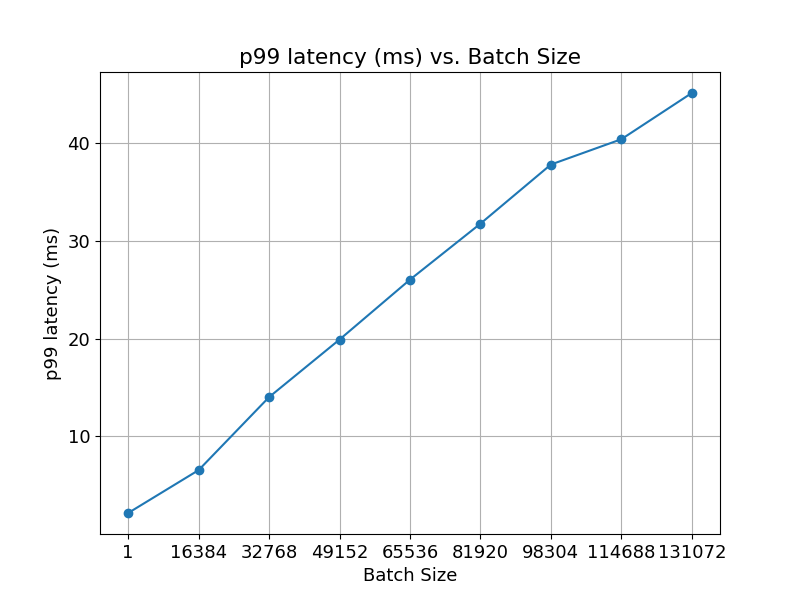 p99 latency (ms) vs. Batch Size
40
30
20
10
p99 latency (ms)
1 16384 32768 49152 65536 81920 98304 114688 131072
Batch Size